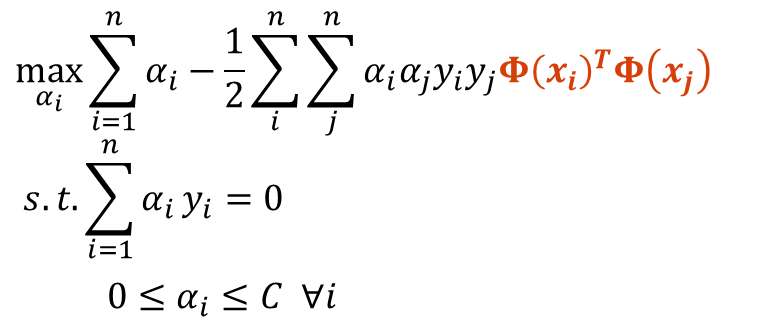 max_{α_i} ∑_{i=1}^{n} α_i − 1/2 ∑_{i}^{n} ∑_{j}^{n} α_i α_j y_i y_j Φ(x_i)^T Φ(x_j)
s.t. ∑_{i=1}^{n} α_i y_i = 0
0 ≤ α_i ≤ C ∀i